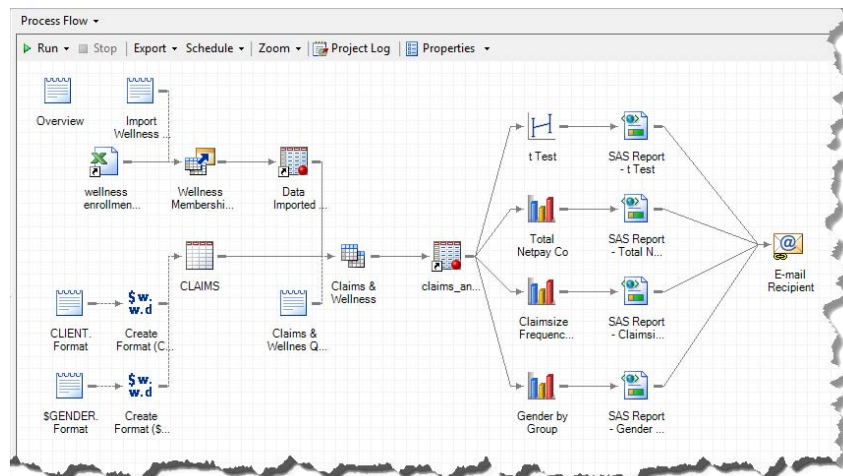 Process Flow
Run Stop Export Schedule Zoom Project Log Properties
Overview
Import
Wellness ...
wellness
enrollmen...
Wellness
Membershi...
Data
Imported ...
t Test
SAS Report
- t Test
Total
Netpay Co
SAS Report
- Total N...
E-mail
Recipient
CLAIMS
Claims &
Wellness
claims_an...
CLIENT.
Format
$ w.
w.d
Create
Format (C...
Claims &
Wellnes Q...
Claimsize
Frequenc...
SAS Report
- Claimsi...
$GENDER.
Format
$ w.
w.d
Create
Format ($...
Gender by
Group
SAS Report
- Gender ...